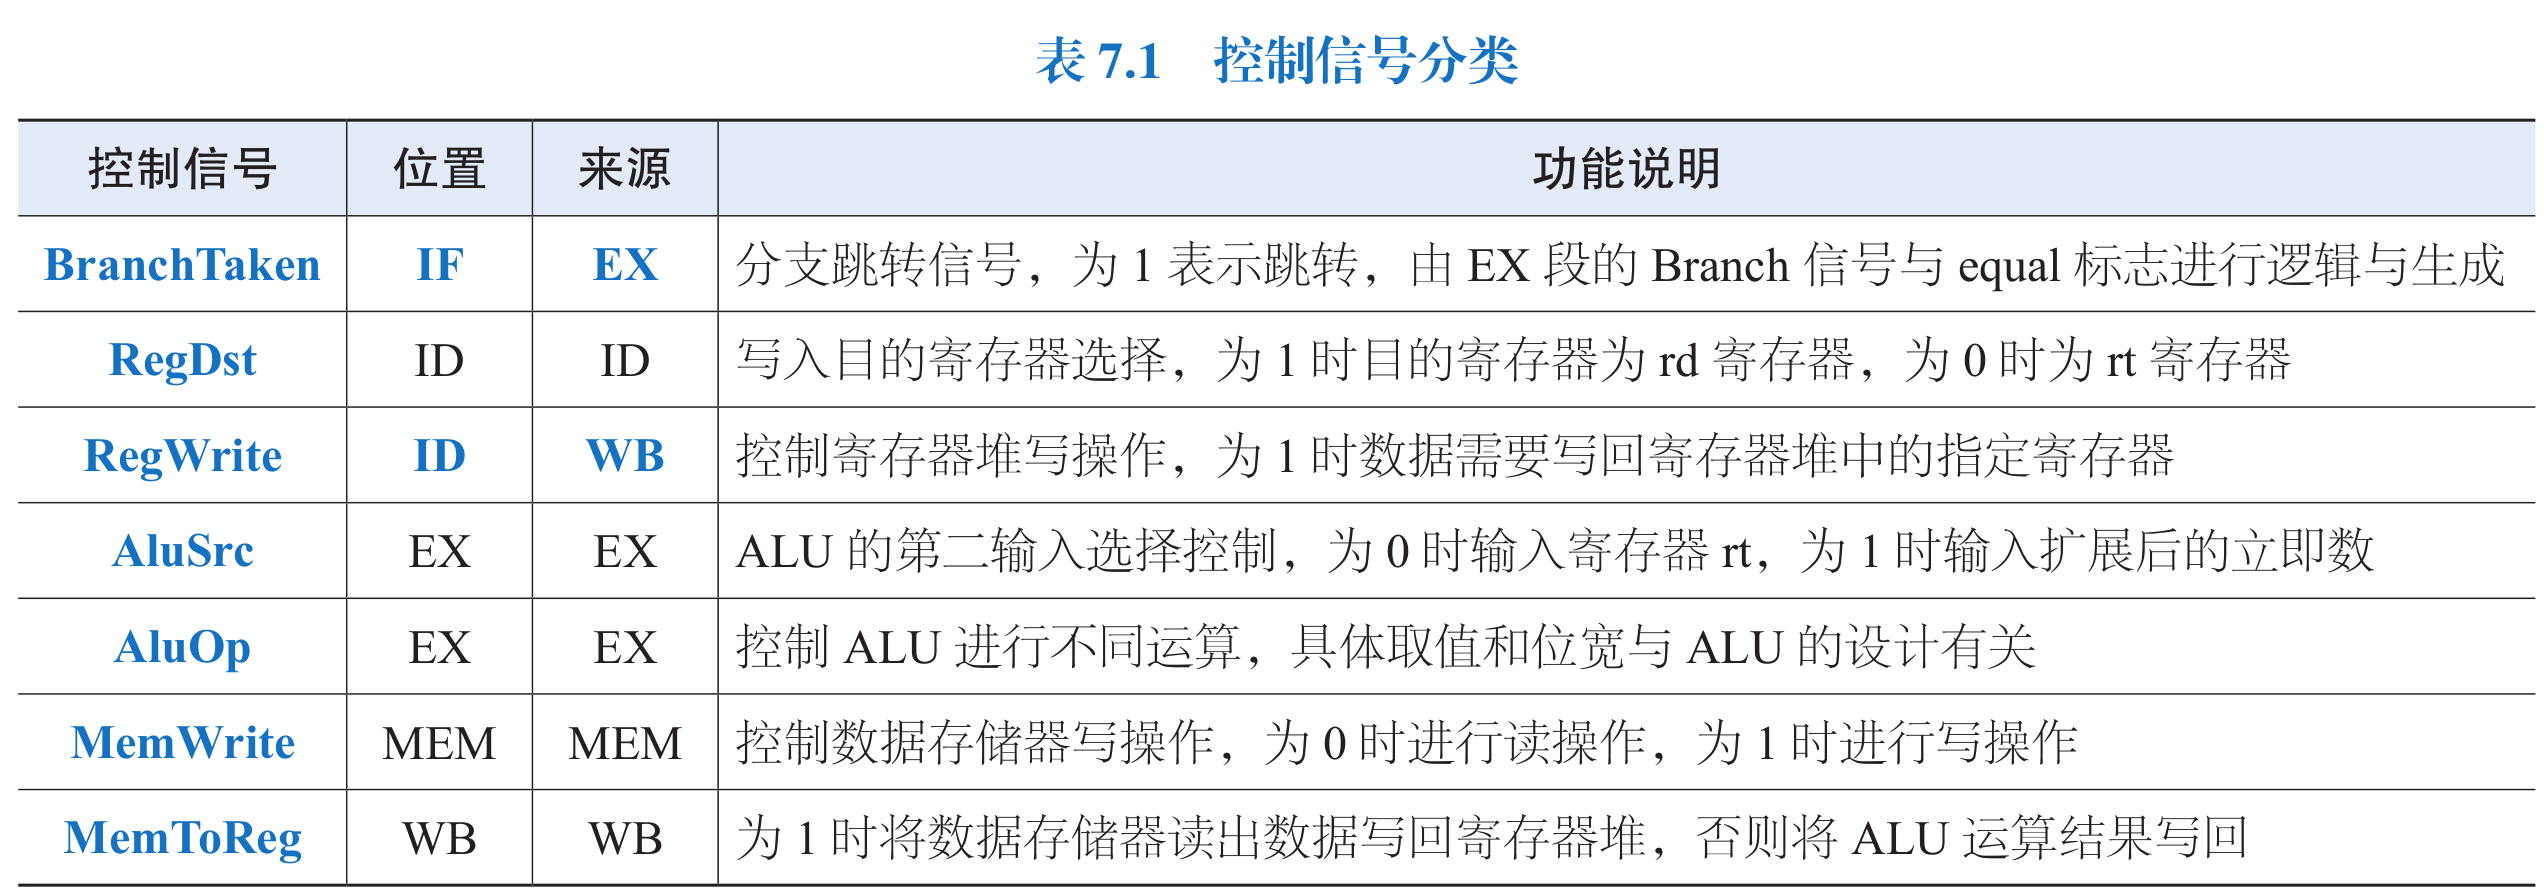 表 7.1 控制信号分类
控制信号 位置 来源 功能说明
BranchTaken IF EX 分支跳转信号，为 1 表示跳转，由 EX 段的 Branch 信号与 equal 标志进行逻辑与生成
RegDst ID ID 写入目的寄存器选择，为 1 时目的寄存器为 rd 寄存器，为 0 时为 rt 寄存器
RegWrite ID WB 控制寄存器堆写操作，为 1 时数据需要写回寄存器堆中的指定寄存器
AluSrc EX EX ALU 的第二输入选择控制，为 0 时输入寄存器 rt，为 1 时输入扩展后的立即数
AluOp EX EX 控制 ALU 进行不同运算，具体取值和位宽与 ALU 的设计有关
MemWrite MEM MEM 控制数据存储器写操作，为 0 时进行读操作，为 1 时进行写操作
MemToReg WB WB 为 1 时将数据存储器读出数据写回寄存器堆，否则将 ALU 运算结果写回